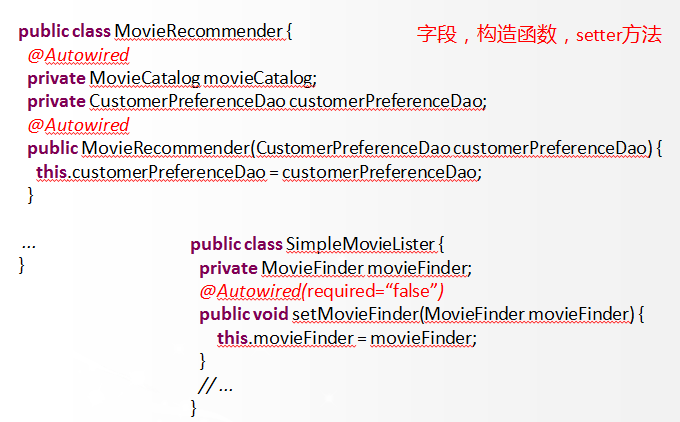 public class MovieRecommender {
字段，构造函数，setter方法
@Autowired
private MovieCatalog movieCatalog;
private CustomerPreferenceDao customerPreferenceDao;
@Autowired
public MovieRecommender(CustomerPreferenceDao customerPreferenceDao) {
this.customerPreferenceDao = customerPreferenceDao;
}
...
}
public class SimpleMovieLister {
private MovieFinder movieFinder;
@Autowired(required=“false”)
public void setMovieFinder(MovieFinder movieFinder) {
this.movieFinder = movieFinder;
}
// ...
}